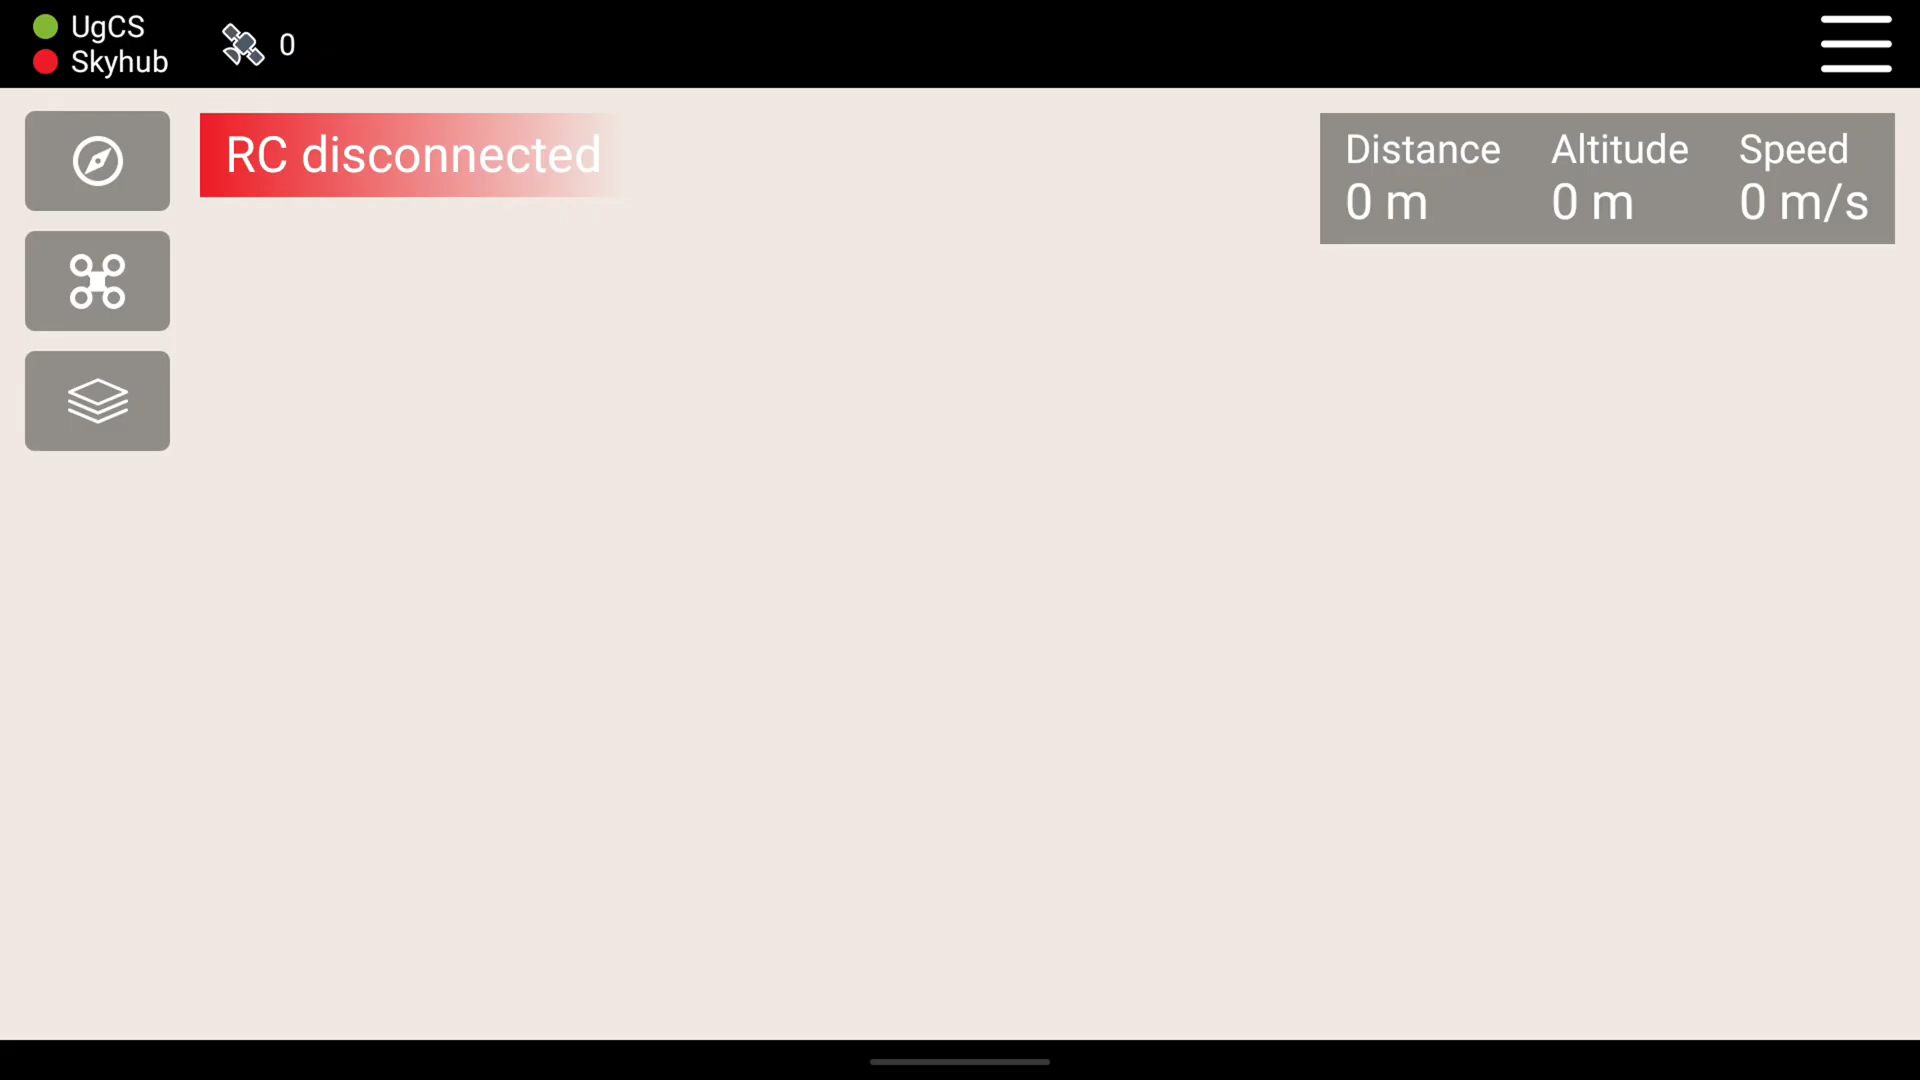 UgCS
Skyhub
0
RC disconnected
Distance Altitude Speed
0 m 0 m 0 m/s